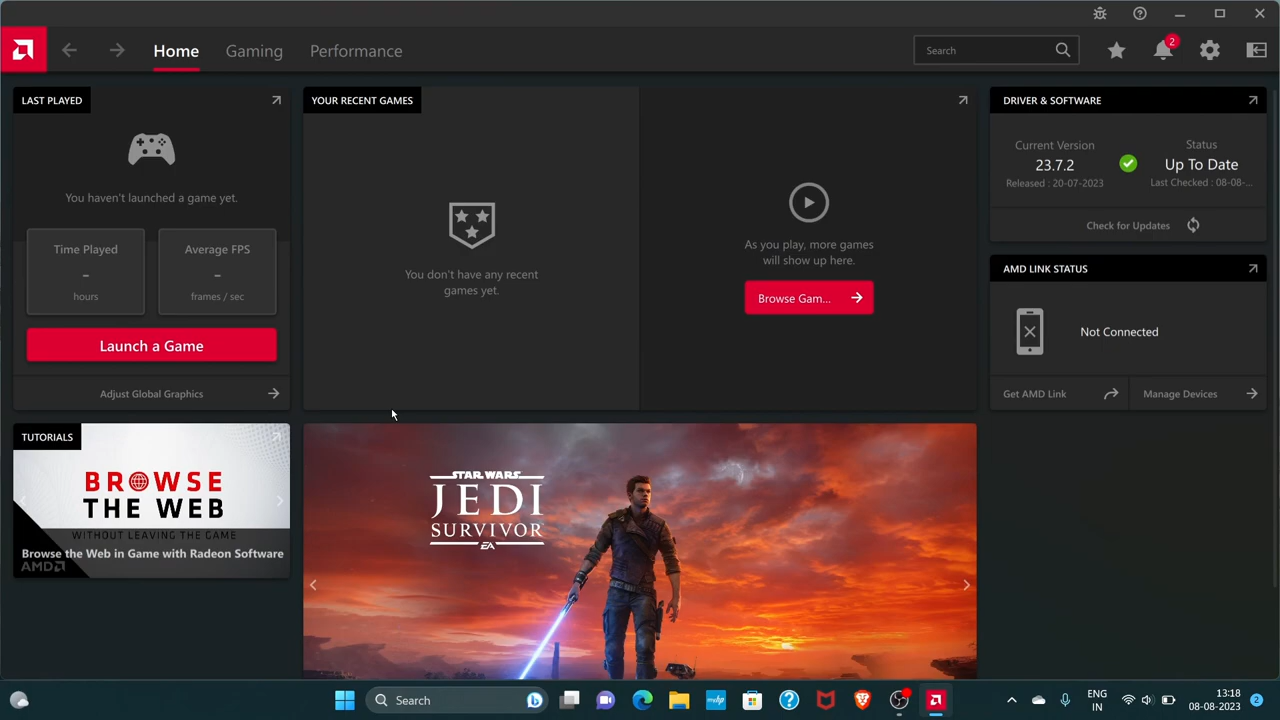 Home
Gaming
Performance
Search
2
LAST PLAYED
You haven't launched a game yet.
Time Played
-
hours
Average FPS
-
frames / sec
Launch a Game
Adjust Global Graphics
YOUR RECENT GAMES
You don't have any recent
games yet.
As you play, more games
will show up here.
Browse Gam...
DRIVER & SOFTWARE
Current Version
23.7.2
Released : 20-07-2023
Status
Up To Date
Last Checked : 08-08-...
Check for Updates
AMD LINK STATUS
Not Connected
Get AMD Link
Manage Devices
TUTORIALS
BROWSE
THE WEB
WITHOUT LEAVING THE GAME
Browse the Web in Game with Radeon Software
AMD
STAR WARS
JEDI
SURVIVOR
EA
Search
ENG
IN
13:18
08-08-2023
2